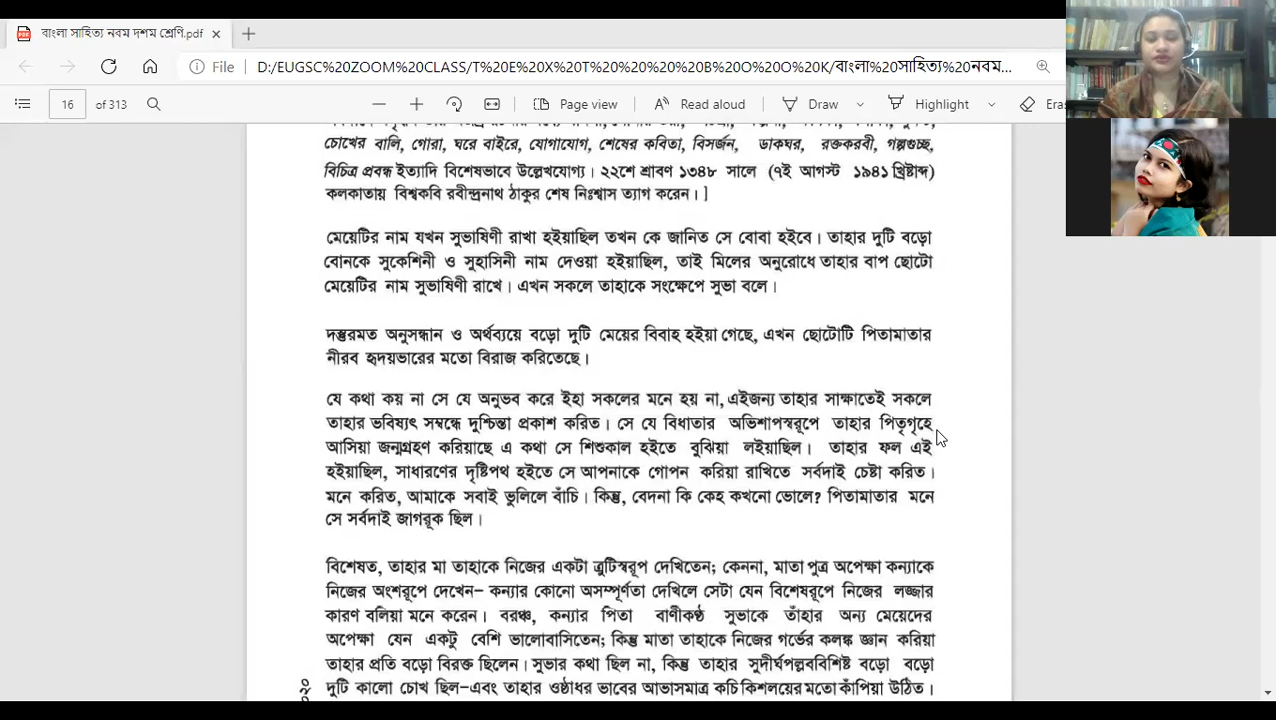 বাংলা সাহিত্য নবম দশম শ্রেণি.pdf
File D:/EUGSC%20ZOOM%20CLASS/T%20E%20X%20T%20%20%20%20B%20O%20O%20K/বাংলা%20সাহিত্য%20নবম...
16 of 313 Page view Read aloud Draw Highlight Eras
চোখের বালি, গোরা, ঘরে বাইরে, যোগাযোগ, শেষের কবিতা, বিসর্জন, ডাকঘর, রক্তকরবী, গল্পগুচ্ছ,
বিচিত্র প্রবন্ধ ইত্যাদি বিশেষভাবে উল্লেখযোগ্য। ২২শে শ্রাবণ ১৩৪৮ সালে (৭ই আগস্ট ১৯৪১ খ্রিষ্টাব্দ)
কলকাতায় বিশ্বকবি রবীন্দ্রনাথ ঠাকুর শেষ নিঃশ্বাস ত্যাগ করেন। ]
মেয়েটির নাম যখন সুভাষিণী রাখা হইয়াছিল তখন কে জানিত সে বোবা হইবে। তাহার দুটি বড়ো
বোনকে সুকেশিনী ও সুহাসিনী নাম দেওয়া হইয়াছিল, তাই মিলের অনুরোধে তাহার বাপ ছোটো
মেয়েটির নাম সুভাষিণী রাখে। এখন সকলে তাহাকে সংক্ষেপে সুভা বলে।
দস্তুরমত অনুসন্ধান ও অর্থব্যয়ে বড়ো দুটি মেয়ের বিবাহ হইয়া গেছে, এখন ছোটোটি পিতামাতার
নীরব হৃদয়ভারের মতো বিরাজ করিতেছে।
যে কথা কয় না সে যে অনুভব করে ইহা সকলের মনে হয় না, এইজন্য তাহার সাক্ষাতেই সকলে
তাহার ভবিষ্যৎ সম্বন্ধে দুশ্চিন্তা প্রকাশ করিত। সে যে বিধাতার অভিশাপস্বরূপে তাহার পিতৃগৃহে
আসিয়া জন্মগ্রহণ করিয়াছে এ কথা সে শিশুকাল হইতে বুঝিয়া লইয়াছিল। তাহার ফল এই
হইয়াছিল, সাধারণের দৃষ্টিপথ হইতে সে আপনাকে গোপন করিয়া রাখিতে সর্বদাই চেষ্টা করিত।
মনে করিত, আমাকে সবাই ভুলিলে বাঁচি। কিন্তু, বেদনা কি কেহ কখনো ভোলে? পিতামাতার মনে
সে সর্বদাই জাগরূক ছিল।
বিশেষত, তাহার মা তাহাকে নিজের একটা ত্রুটিস্বরূপ দেখিতেন; কেননা, মাতা পুত্র অপেক্ষা কন্যাকে
নিজের অংশরূপে দেখেন– কন্যার কোনো অসম্পূর্ণতা দেখিলে সেটা যেন বিশেষরূপে নিজের লজ্জার
কারণ বলিয়া মনে করেন। বরঞ্চ, কন্যার পিতা বাণীকণ্ঠ সুভাকে তাঁহার অন্য মেয়েদের
অপেক্ষা যেন একটু বেশি ভালোবাসিতেন; কিন্তু মাতা তাহাকে নিজের গর্ভের কলঙ্ক জ্ঞান করিয়া
তাহার প্রতি বড়ো বিরক্ত ছিলেন। সুভার কথা ছিল না, কিন্তু তাহার সুদীর্ঘপল্লববিশিষ্ট বড়ো বড়ো
দুটি কালো চোখ ছিল–এবং তাহার ওষ্ঠাধর ভাবের আভাসমাত্র কচি কিশলয়ের মতো কাঁপিয়া উঠিত।